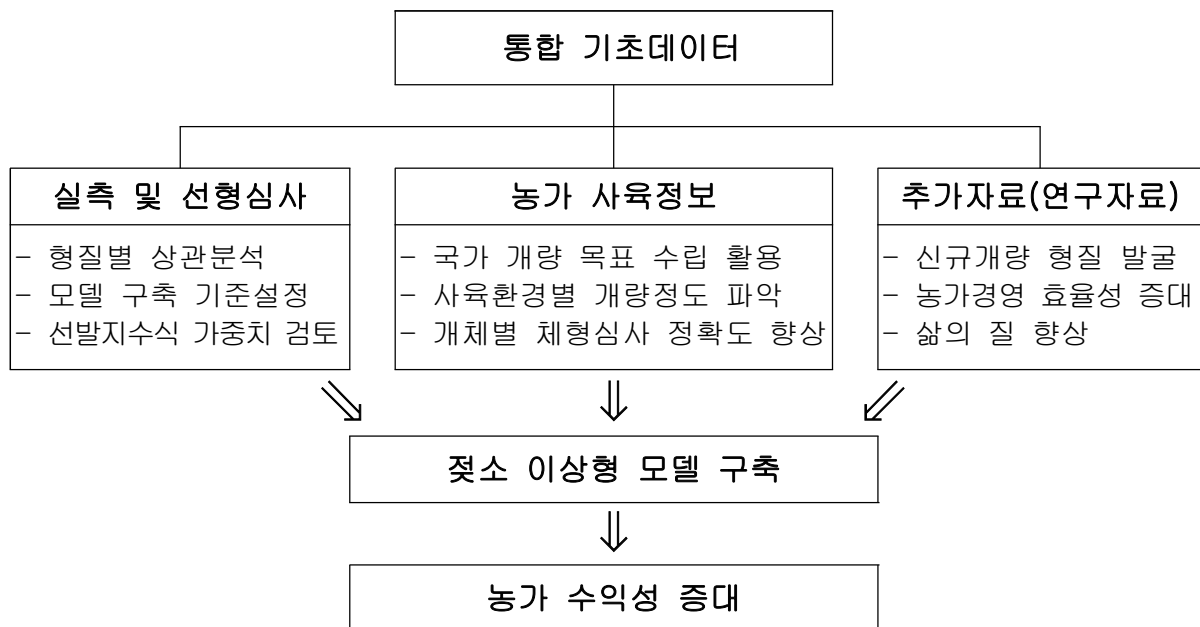 통합 기초데이터
실측 및 선형심사
- 형질별 상관분석
- 모델 구축 기준설정
- 선발지수식 가중치 검토
농가 사육정보
- 국가 개량 목표 수립 활용
- 사육환경별 개량정도 파악
- 개체별 체형심사 정확도 향상
추가자료(연구자료)
- 신규개량 형질 발굴
- 농가경영 효율성 증대
- 삶의 질 향상
젖소 이상형 모델 구축
농가 수익성 증대